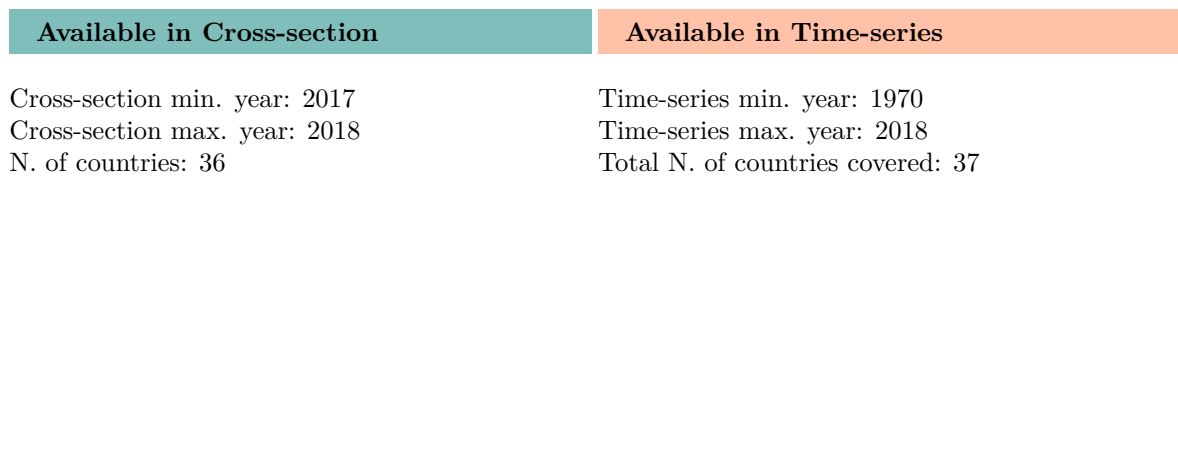 Available in Cross-section
Cross-section min. year: 2017
Cross-section max. year: 2018
N. of countries: 36
Available in Time-series
Time-series min. year: 1970
Time-series max. year: 2018
Total N. of countries covered: 37